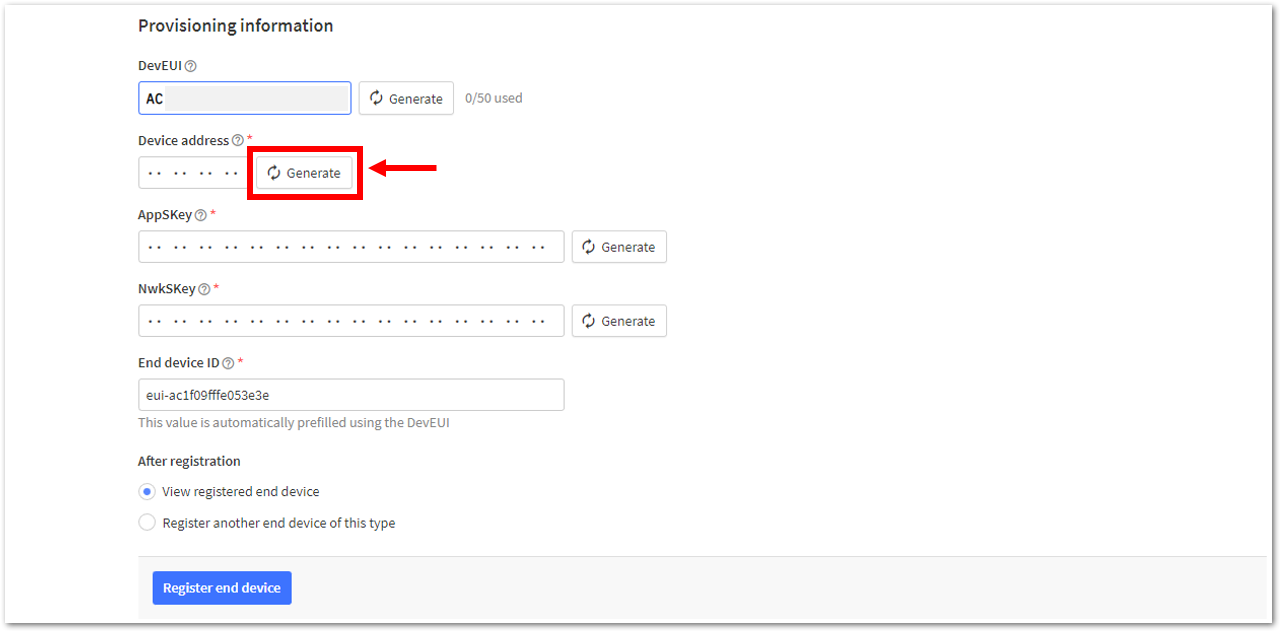 Provisioning information
DevEUI
AC
Generate
0/50 used
Device address *
·· ·· ·· ··
Generate
AppSKey *
·· ·· ·· ·· ·· ·· ·· ·· ·· ·· ·· ·· ·· ·· ·· ··
Generate
NwkSKey *
·· ·· ·· ·· ·· ·· ·· ·· ·· ·· ·· ·· ·· ·· ·· ··
Generate
End device ID *
eui-ac1f09fffe053e3e
This value is automatically prefilled using the DevEUI
After registration
View registered end device
Register another end device of this type
Register end device